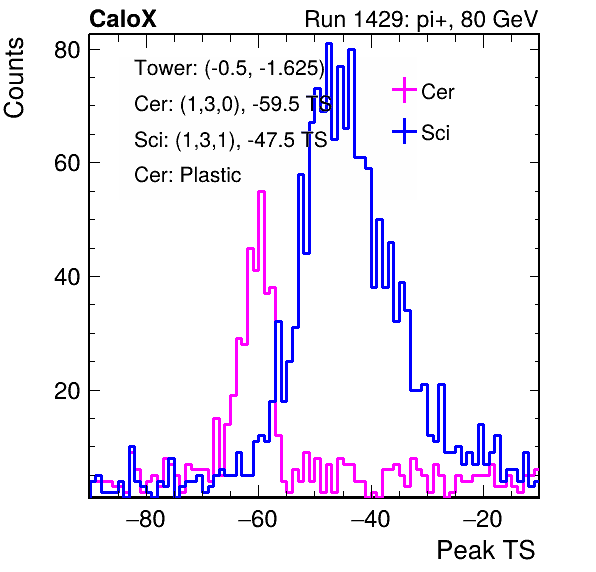 CaloX Run 1429: pi+, 80 GeV
Counts
80
60
40
20
Tower: (-0.5, -1.625)
Cer: (1,3,0), -59.5 TS
Sci: (1,3,1), -47.5 TS
Cer: Plastic
Cer
Sci
−80 −60 −40 −20
Peak TS